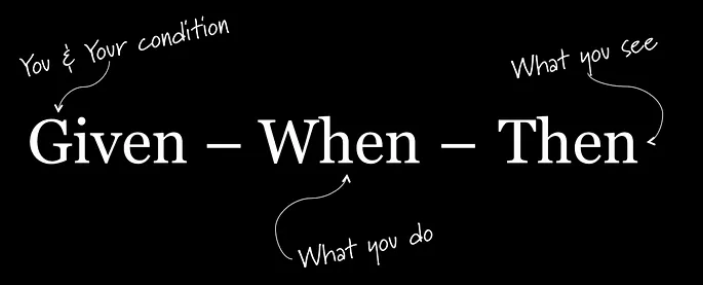 You & Your condition
What you see
Given – When – Then
What you do